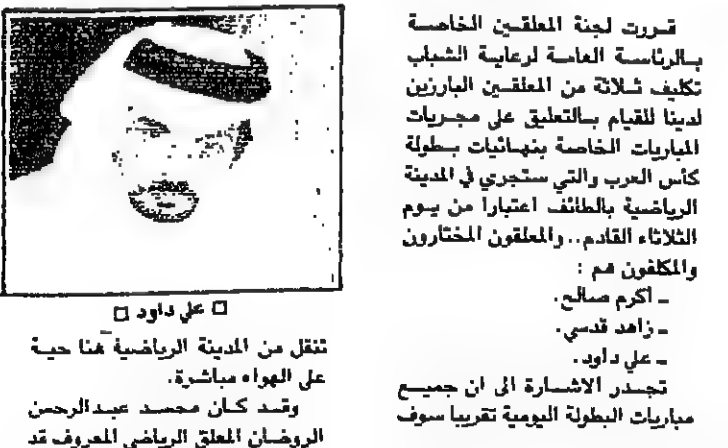 قررت لجنة المعلقين الخاصة
بالرئاسة العامة لرعاية الشباب
تكليف ثلاثة من المعلقين البارزين
لدينا للقيام بالتعليق على مجريات
المباريات الخاصة بنهائيات بطولة
كأس العرب والتي ستجري في المدينة
الرياضية بالطائف اعتبارا من يوم
الثلاثاء القادم.. والمعلقون المختارون
والمكلفون هم :
ـ أكرم صالح.
ـ زاهد قدسي.
ـ علي داود.
تجدر الاشارة الى ان جميع
مباريات البطولة اليومية تقريبا سوف
□ علي داود □
تنقل من المدينة الرياضية هنا حية
على الهواء مباشرة.
وقد كان محمد عبدالرحمن
الروضان المعلق الرياضي المعروف قد